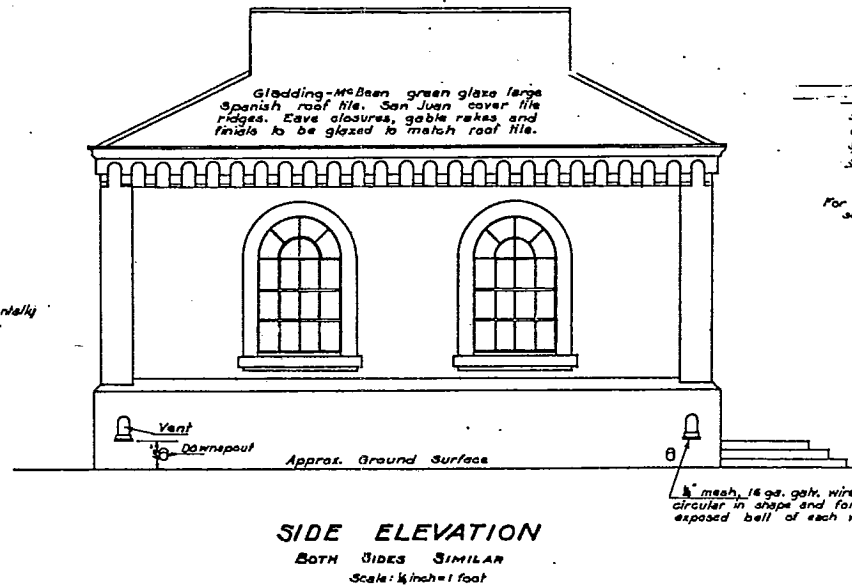 Gladding-McBean green glaze large
Spanish roof tile. San Juan cover tile
ridges. Eave closures, gable rakes and
finials to be glazed to match roof tile.
For
Vent
Downspout
Approx. Ground Surface
mesh, 16 ga. galv. wire
circular in shape and
exposed bell of each
SIDE ELEVATION
BOTH SIDES SIMILAR
Scale: ¼ inch = 1 foot